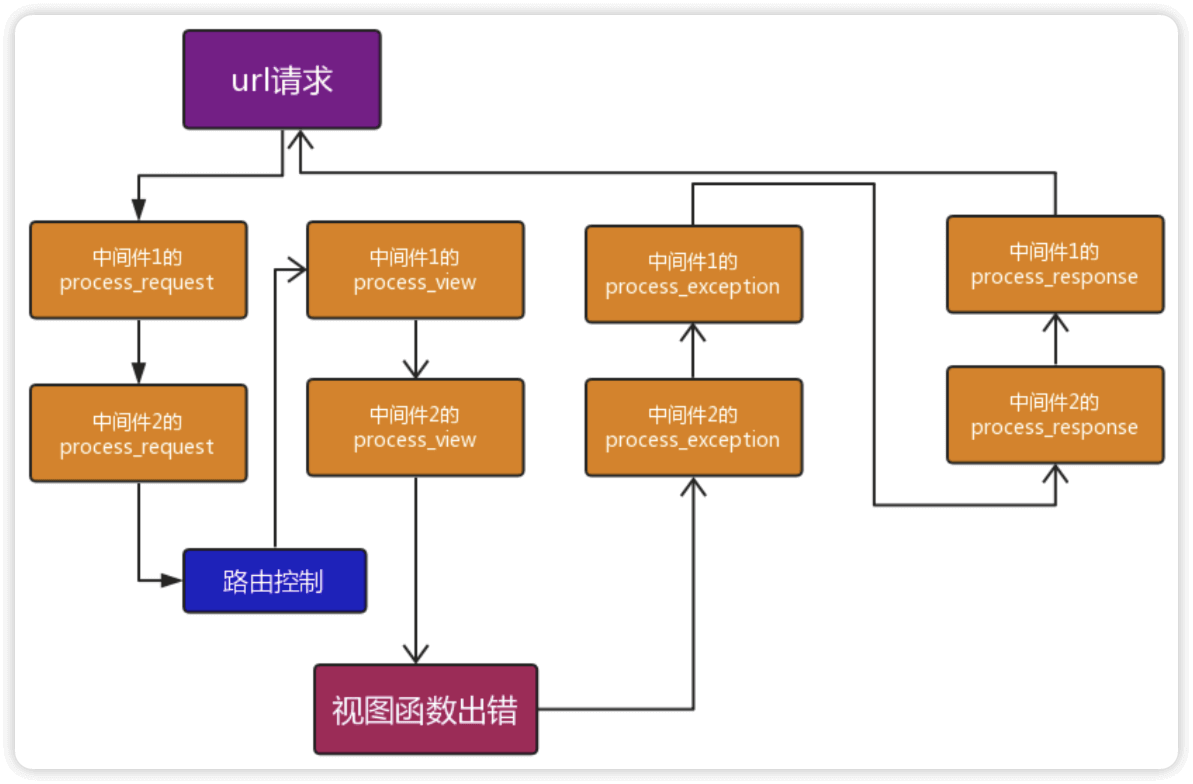 url请求
中间件1的
process_request
中间件2的
process_request
路由控制
中间件1的
process_view
中间件2的
process_view
视图函数出错
中间件2的
process_exception
中间件1的
process_exception
中间件2的
process_response
中间件1的
process_response